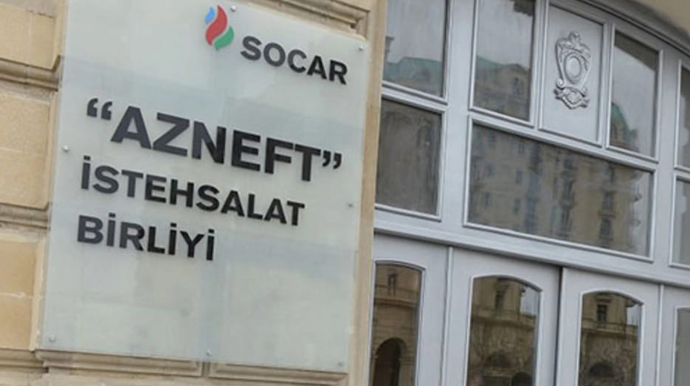 SOCAR
“AZNEFT”
İSTEHSALAT
BİRLİYİ